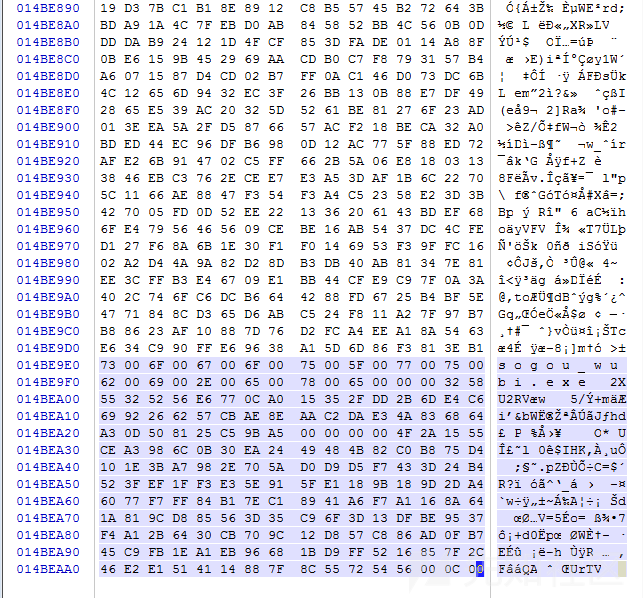 014BE890 19 D3 7B C1 B1 8E 89 12 C8 B5 57 45 B2 72 64 3B Ó{Á±Ž‰ ÈµWE²rd;
014BE8A0 BD A9 1A 4C 7F EB D0 AB 84 58 52 BB 4C 56 0B 0D ½© L ëÐ«„XR»LV
014BE8B0 DD DA B9 24 12 1D 4F CF 85 3D FA DE 01 14 A8 8F ÝÚ¹$ OÏ…=úÞ ¨
014BE8C0 0B E6 15 9B 45 29 69 AA CD B0 C7 F8 79 31 57 B4 æ ›E)iªÍ°Çøy1W´
014BE8D0 A6 07 15 87 D4 CD 02 B7 FF 0A C1 46 D0 73 DC 6B ¦ ‡ÔÍ ·ÿ ÁFÐsÜk
014BE8E0 4C 12 65 6D 94 32 EC 3F 26 BB 13 0B 88 E7 DF 49 L em”2ì?&» ˆçßI
014BE8F0 28 65 E5 39 AC 20 32 5D 52 61 BE 81 27 6F 23 AD (eå9¬ 2]Ra¾ 'o#-
014BE900 01 3E EA 5A 2F D5 87 66 57 AC F2 18 BE CA 32 A0 >êZ/Õ‡fW¬ò ¾Ê2
014BE910 BD ED 44 EC 96 DF B6 98 0D 12 AC 77 5F 88 ED 72 ½íDì–ß¶˜ ¬w_ˆír
014BE920 AF E2 6B 91 47 02 C5 FF 66 2B 5A 06 E8 18 03 13 ¯âk‘G Åÿf+Z è
014BE930 38 46 EB C3 76 2E CE E7 E3 A5 3D AF 1B 6C 22 70 8FëÃv.Îçã¥=¯ l"p
014BE940 5C 11 66 AE 88 47 F3 54 F3 A4 C5 23 58 E2 3D 3B \ f®ˆGóTó¤Å#Xâ=;
014BE950 42 70 05 FD 0D 52 EE 22 13 36 20 61 43 BD EF 68 Bp ý Rî" 6 aC½ïh
014BE960 6F E4 79 56 46 56 09 CE BE 16 AB 54 37 DC 4C FE oäyVFV Î¾ «T7ÜLþ
014BE970 D1 27 F6 8A 6B 1E 30 F1 F0 14 69 53 F3 9F FC 16 Ñ'öŠk 0ñð iSóŸü
014BE980 02 A2 D4 4A 9A 82 D2 8D B3 DB 40 AB 81 34 7E 81 ¢ÔJš‚Ò ³Û@« 4~
014BE990 EE 3C FF B3 E4 67 09 E1 BB 44 CF E9 C9 7F 0A 3A î<ÿ³äg á»DÏéÉ :
014BE9A0 40 2C 74 6F C6 DC B6 64 42 88 FD 67 25 B4 BF 5E @,toÆÜ¶dBˆýg%´¿^
014BE9B0 47 71 84 8C D3 65 D6 AB C5 24 F8 11 A2 7F 97 B7 Gq„ŒÓeÖ«Å$ø ¢ —·
014BE9C0 B8 86 23 AF 10 88 7D 76 D2 FC A4 EE A1 8A 54 63 ¸†#¯ ˆ}vÒü¤î¡ŠTc
014BE9D0 E6 34 C9 90 FF E6 96 38 A1 5D 6D 86 F3 81 3E B1 æ4É ÿæ–8¡]m†ó >±
014BE9E0 73 00 6F 00 67 00 6F 00 75 00 5F 00 77 00 75 00 s o g o u _ w u
014BE9F0 62 00 69 00 2E 00 65 00 78 00 65 00 00 00 32 58 b i . e x e 2X
014BEA00 55 32 52 56 E6 77 0C A0 15 35 2F DD 2B 6D E4 C6 U2RVæw 5/Ý+mäÆ
014BEA10 69 92 26 62 57 CB AE 8E AA C2 DA E3 4A 83 68 64 i’&bWË®ŽªÂÚãJƒhd
014BEA20 A3 0D 50 81 25 C5 9B A5 00 00 00 00 4F 2A 15 55 £ P %Å›¥ O* U
014BEA30 CE A3 98 6C 0B 30 EA 24 49 48 4B 82 C0 B8 75 D4 Î£˜l 0ê$IHK‚À¸uÔ
014BEA40 10 1E 3B A7 98 2E 70 5A D0 D9 D5 F7 43 3D 24 B4 ;§˜.pZÐÙÕ÷C=$´
014BEA50 52 3F EF 1F F3 E3 5E 91 5F E1 18 9B 18 9D 2D A4 R?ï óã^‘_á › -¤
014BEA60 60 77 F7 FF 84 B1 7E C1 89 41 A6 F7 A1 16 8A 64 `w÷ÿ„±~Á‰A¦÷¡ Šd
014BEA70 1A 81 9C D8 85 56 3D 35 C9 6F 3D 13 DF BE 95 37 œØ…V=5Éo= ß¾•7
014BEA80 F4 A1 2B 64 30 CB 70 9C 12 D8 57 C8 86 AD 0F B7 ô¡+d0Ëpœ ØWÈ†- ·
014BEA90 45 C9 FB 1E A1 EB 96 68 1B D9 FF 52 16 85 7F 2C EÉû ¡ë–h ÙÿR … ,
014BEAA0 46 E2 E1 51 41 14 88 7F 8C 55 72 54 56 00 0C 00 FâáQA ˆ ŒUrTV